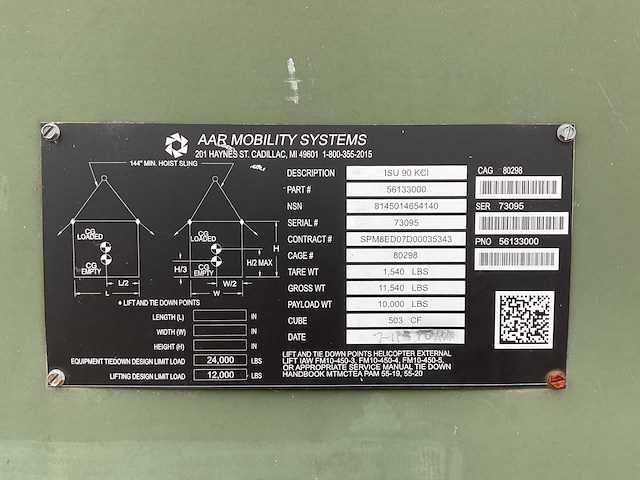 AAR MOBILITY SYSTEMS
201 HAYNES ST. CADILLAC, MI 49601 1-800-355-2015
144" MIN. HOIST SLING
CG LOADED
CG EMPTY
L/2
L
CG LOADED
CG EMPTY
H/3
W/2
W
H/2 MAX
H
+ LIFT AND TIE DOWN POINTS
LENGTH (L) IN
WIDTH (W) IN
HEIGHT (H) IN
EQUIPMENT TIEDOWN DESIGN LIMIT LOAD 24,000 LBS
LIFTING DESIGN LIMIT LOAD 12,000 LBS
DESCRIPTION ISU 90 KCI
PART # 56133000
NSN 8145014654140
SERIAL # 73095
CONTRACT # SPM8ED07D00035343
CAGE # 80298
TARE WT 1,540 LBS
GROSS WT 11,540 LBS
PAYLOAD WT 10,000 LBS
CUBE 503 CF
DATE
LIFT AND TIE DOWN POINTS HELICOPTER EXTERNAL
LIFT IAW FM10-450-3, FM10-450-4, FM10-450-5,
OR APPROPRIATE SERVICE MANUAL TIE DOWN
HANDBOOK MTMCTEA PAM 55-19, 55-20
CAG 80298
SER 73095
PNO 56133000